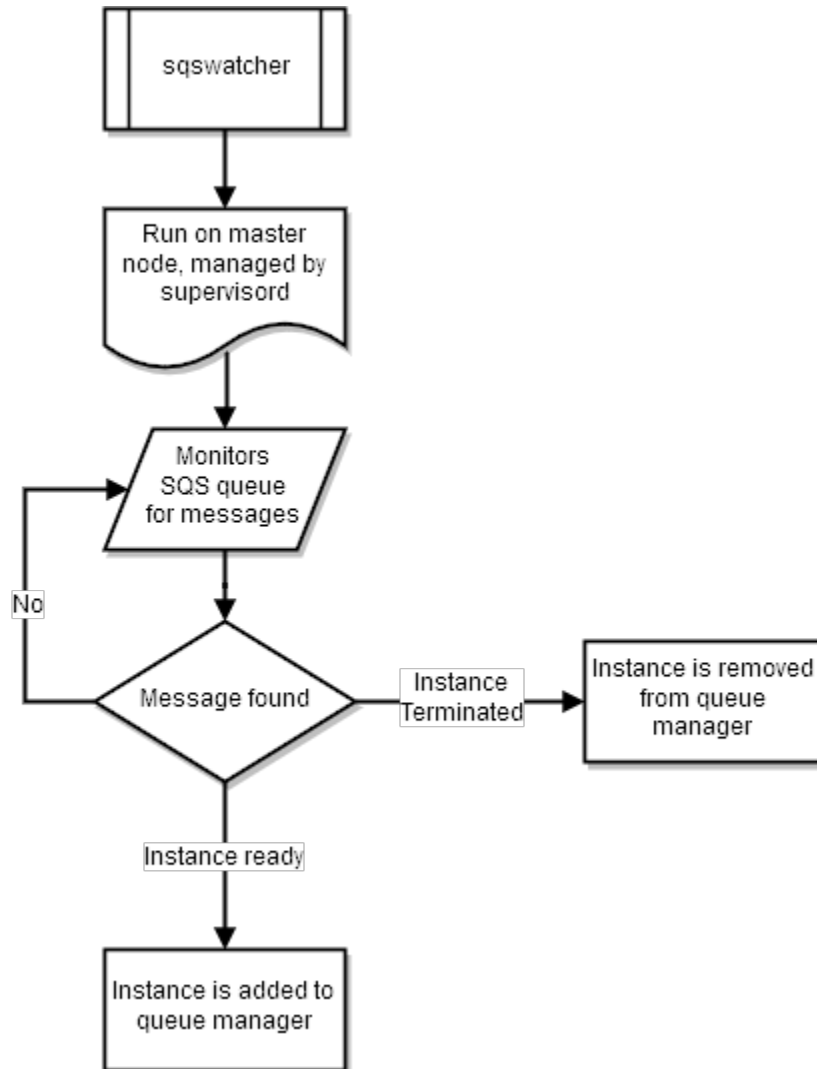 sqswatcher
Run on master
node, managed by
supervisord
Monitors
SQS queue
for messages
No
Message found
Instance
Terminated
Instance is removed
from queue
manager
Instance ready
Instance is added to
queue manager